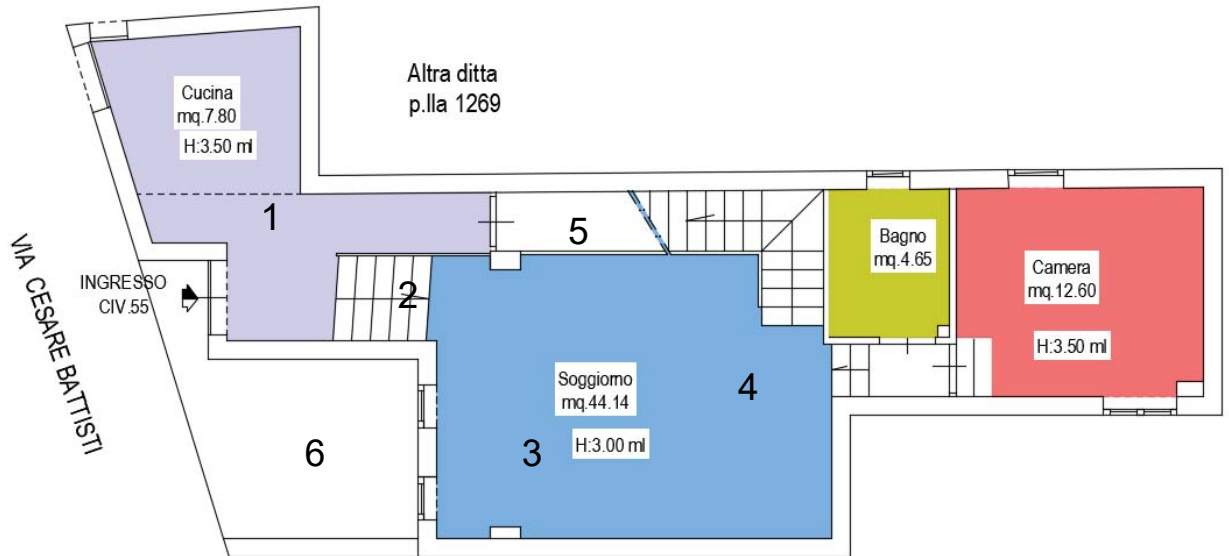 Cucina
mq.7.80
H:3.50 ml
Altra ditta
p.lla 1269
1
5
2
INGRESSO
CIV.55
VIA CESARE BATTISTI
Bagno
mq.4.65
Camera
mq.12.60
H:3.50 ml
Soggiorno
mq.44.14
H:3.00 ml
4
3
6